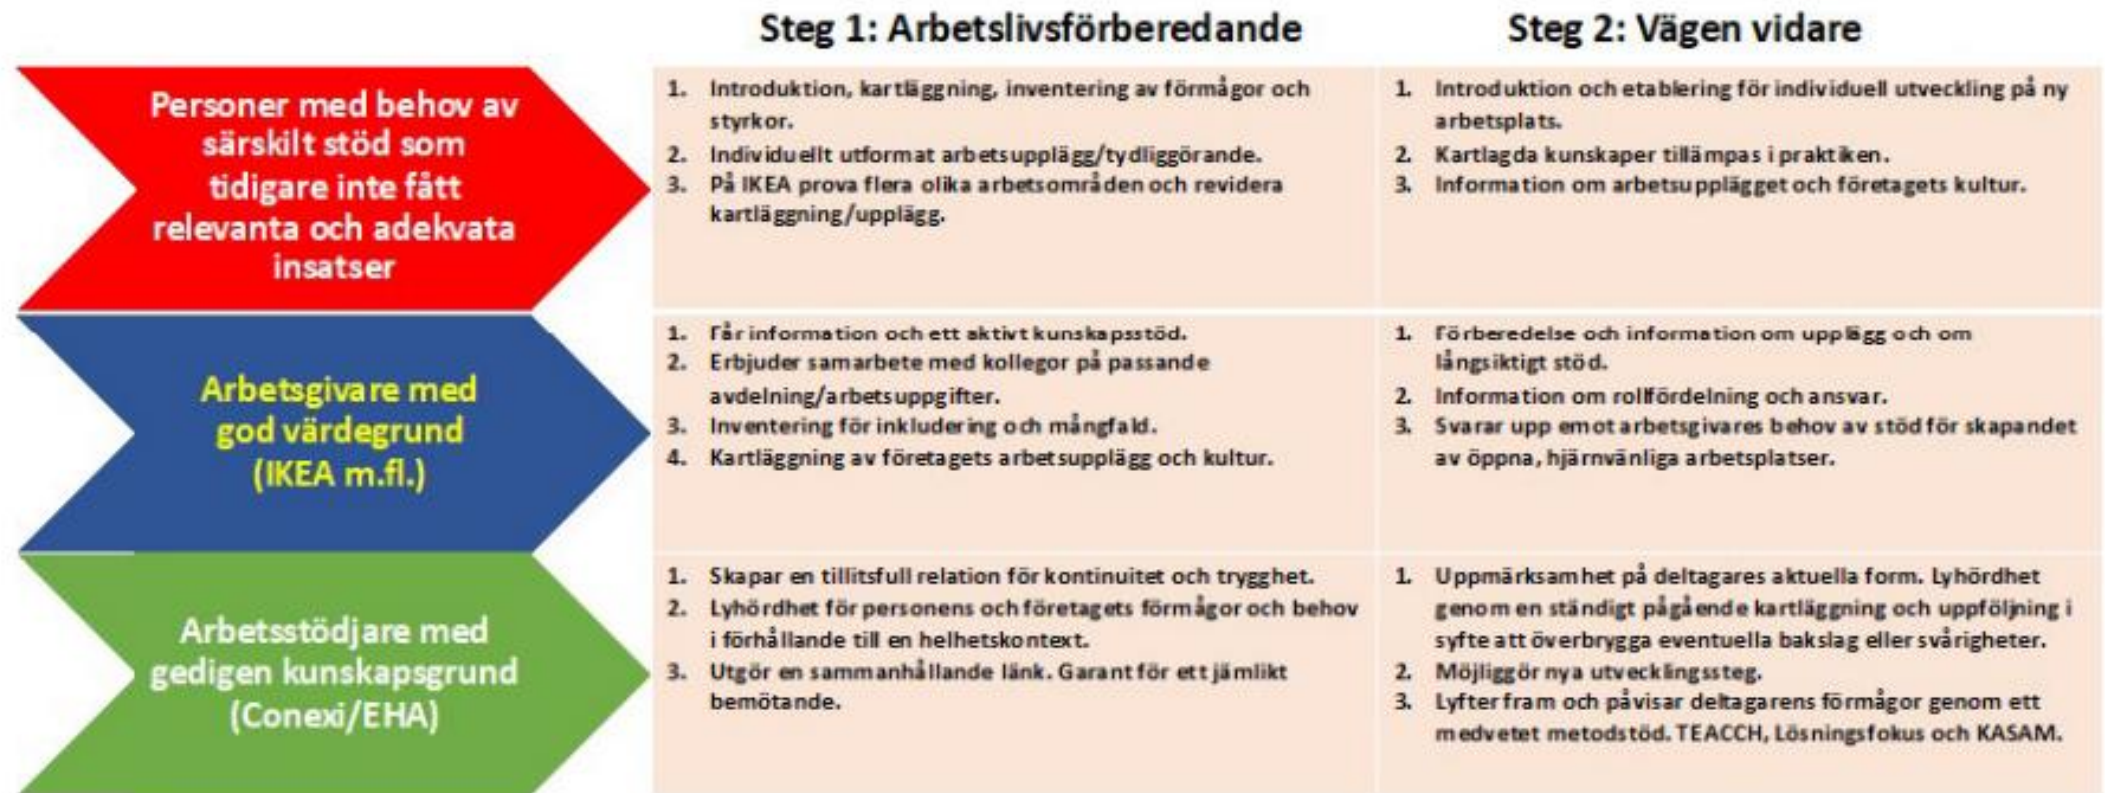 Steg 1: Arbetslivsförberedande
Steg 2: Vägen vidare
Personer med behov av
särskilt stöd som
tidigare inte fått
relevanta och adekvata
insatser
1. Introduktion, kartläggning, inventering av förmågor och
styrkor.
2. Individuellt utformat arbetsupplägg/tydliggörande.
3. På IKEA prova flera olika arbetsområden och revidera
kartläggning/upplägg.
1. Introduktion och etablering för individuell utveckling på ny
arbetsplats.
2. Kartlagda kunskaper tillämpas i praktiken.
3. Information om arbetsupplägget och företagets kultur.
Arbetsgivare med
god värdegrund
(IKEA m.fl.)
1. Får information och ett aktivt kunskapsstöd.
2. Erbjuder samarbete med kollegor på passande
avdelning/arbetsuppgifter.
3. Inventering för inkludering och mångfald.
4. Kartläggning av företagets arbetsupplägg och kultur.
1. Förberedelse och information om upplägg och om
långsiktigt stöd.
2. Information om rollfördelning och ansvar.
3. Svarar upp emot arbetsgivares behov av stöd för skapandet
av öppna, hjärnvänliga arbetsplatser.
Arbetsstödjare med
gedigen kunskapsgrund
(Conexi/EHA)
1. Skapar en tillitsfull relation för kontinuitet och trygghet.
2. Lyhördhet för personens och företagets förmågor och behov
i förhållande till en helhetskontext.
3. Utgör en sammanhållande länk. Garant för ett jämlikt
bemötande.
1. Uppmärksamhet på deltagares aktuella form. Lyhördhet
genom en ständigt pågående kartläggning och uppföljning i
syfte att överbrygga eventuella bakslag eller svårigheter.
2. Möjliggör nya utvecklingssteg.
3. Lyfter fram och påvisar deltagarens förmågor genom ett
medvetet metodstöd. TEACCH, Lösningsfokus och KASAM.